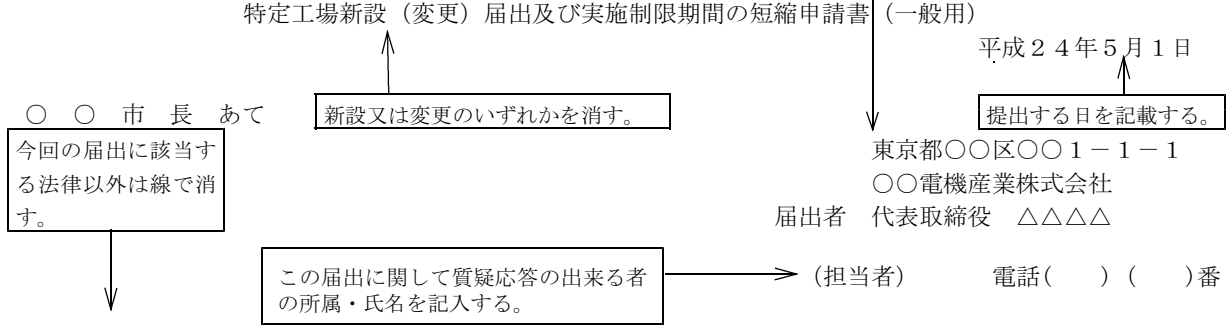 特定工場新設（変更）届出及び実施制限期間の短縮申請書（一般用）
平成２４年５月１日
○　○　市　長　あて
新設又は変更のいずれかを消す。
提出する日を記載する。
今回の届出に該当す
る法律以外は線で消
す。
東京都○○区○○１－１－１
○○電機産業株式会社
届出者　代表取締役　△△△△
この届出に関して質疑応答の出来る者
の所属・氏名を記入する。
(担当者)　　　電話(　　)（　　)番